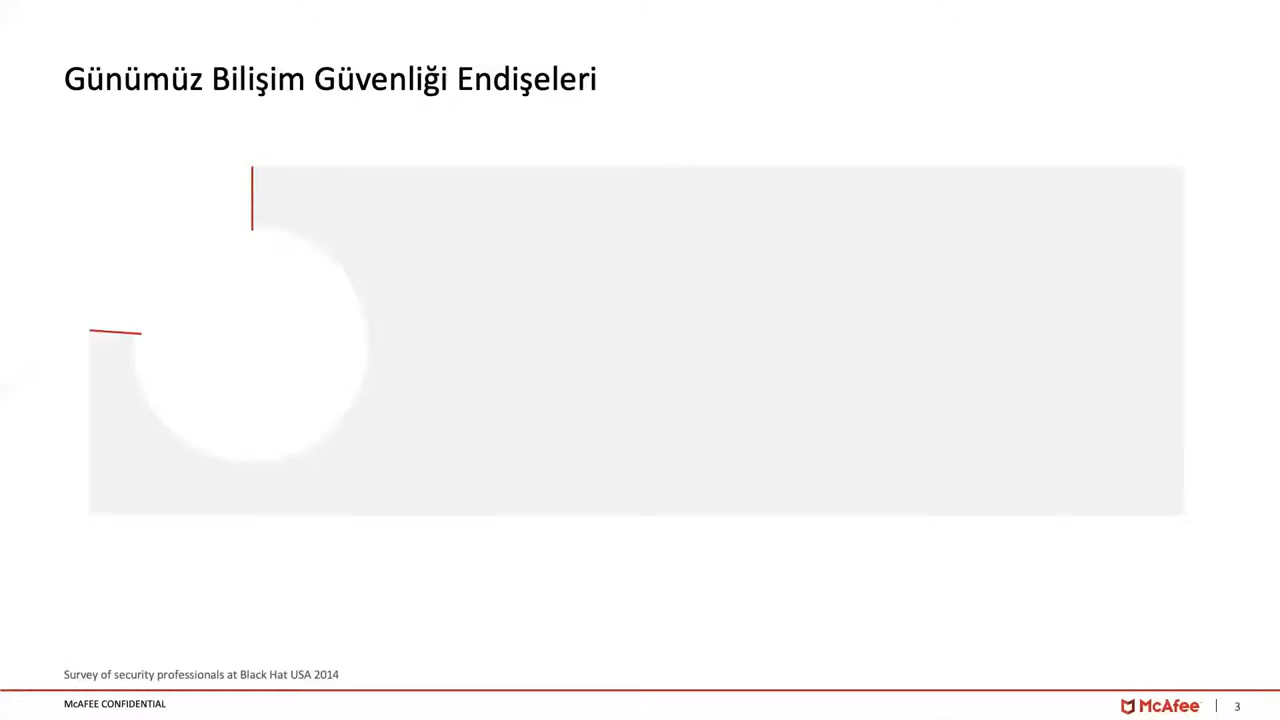 Günümüz Bilişim Güvenliği Endişeleri
Survey of security professionals at Black Hat USA 2014
McAFEE CONFIDENTIAL
McAfee
3